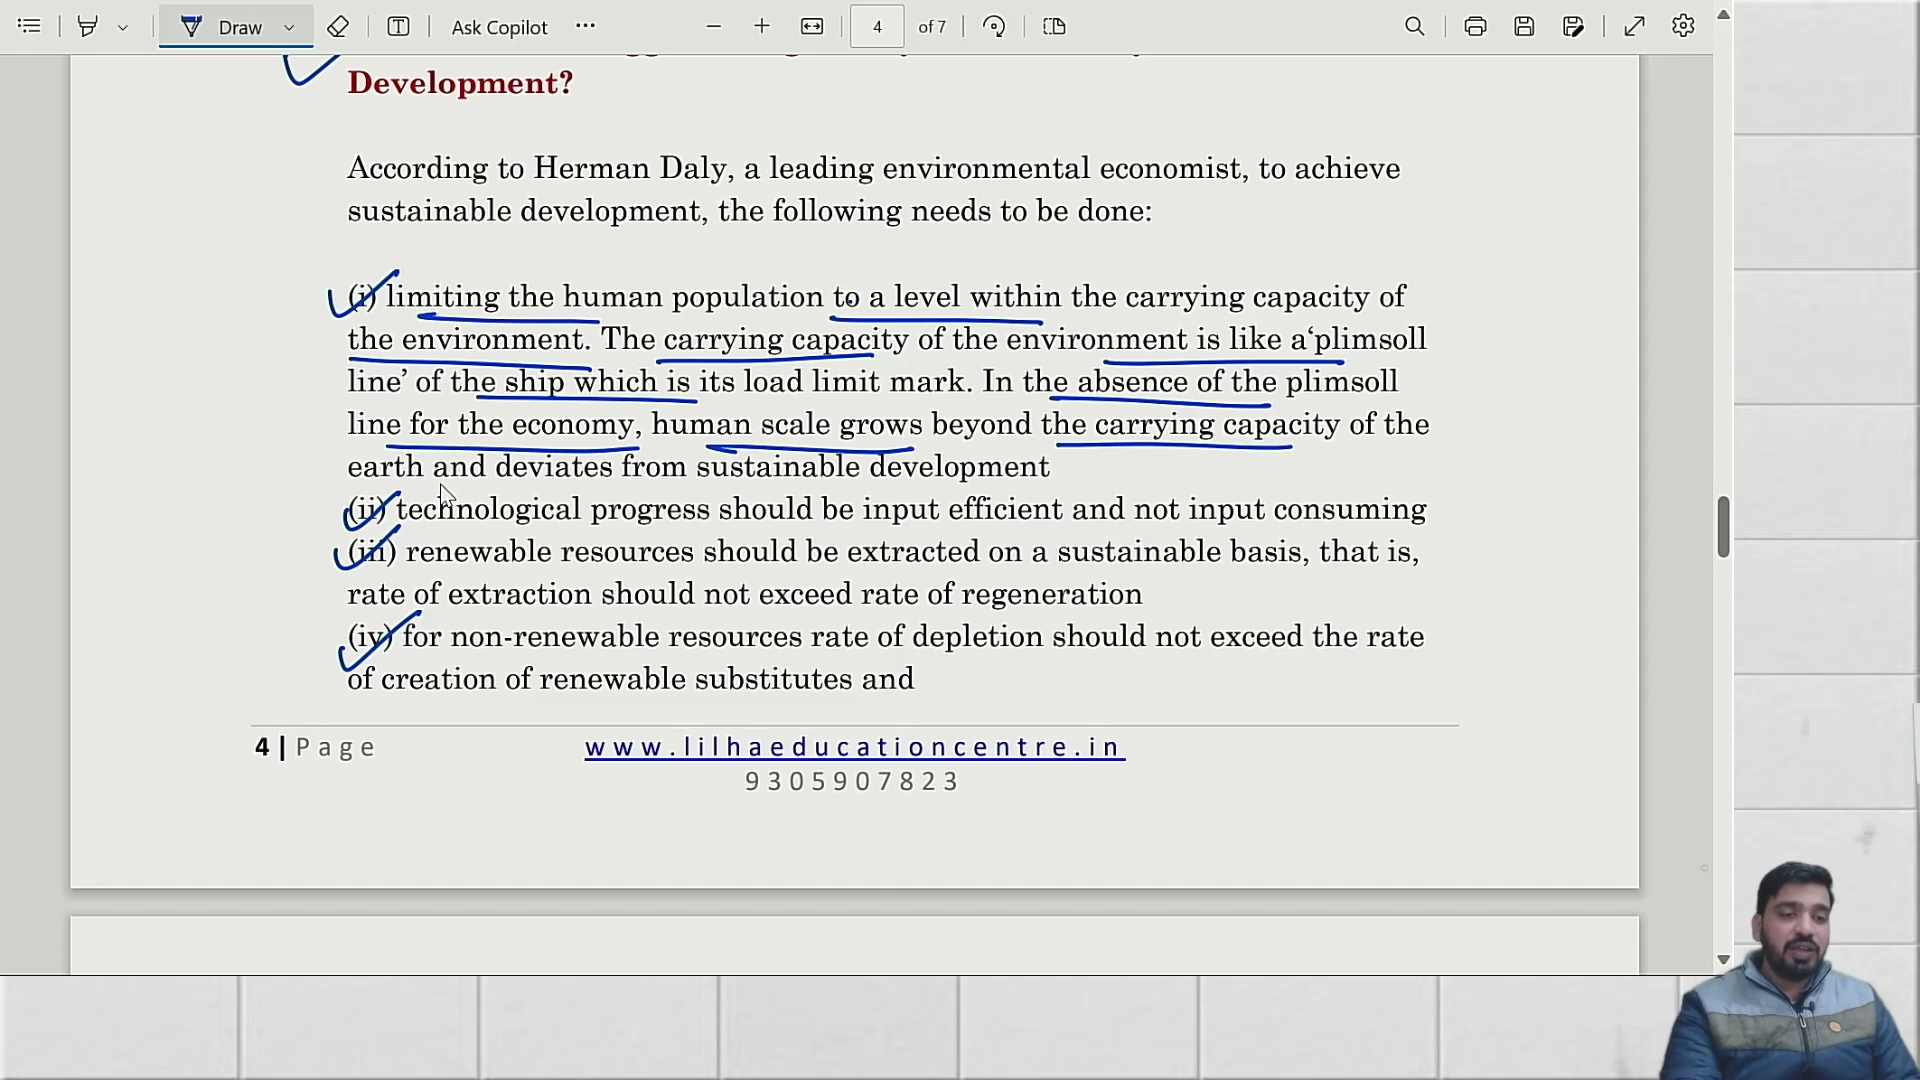 Draw
Ask Copilot
4 of 7
Development?
According to Herman Daly, a leading environmental economist, to achieve
sustainable development, the following needs to be done:
(i) limiting the human population to a level within the carrying capacity of
the environment. The carrying capacity of the environment is like a‘plimsoll
line’ of the ship which is its load limit mark. In the absence of the plimsoll
line for the economy, human scale grows beyond the carrying capacity of the
earth and deviates from sustainable development
(ii) technological progress should be input efficient and not input consuming
(iii) renewable resources should be extracted on a sustainable basis, that is,
rate of extraction should not exceed rate of regeneration
(iv) for non-renewable resources rate of depletion should not exceed the rate
of creation of renewable substitutes and
4 | Page www.lilhaeducationcentre.in
9305907823